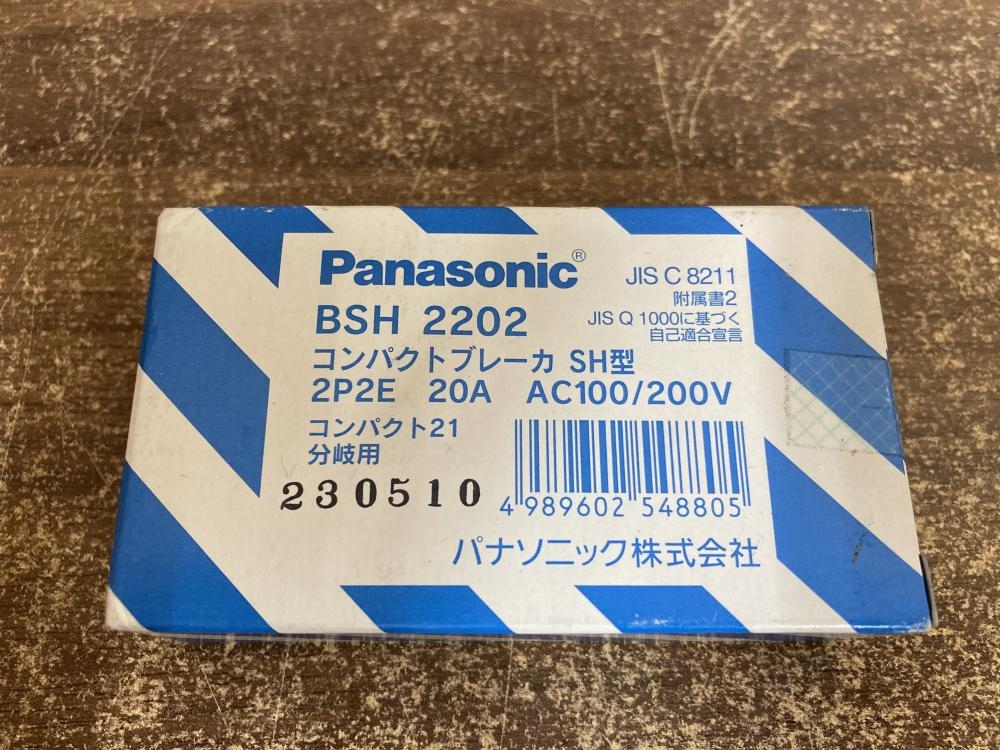 Panasonic®
JIS C 8211
附属書2
BSH 2202
JIS Q 1000に基づく
自己適合宣言
コンパクトブレーカ SH型
2P2E 20A AC100/200V
コンパクト21
分岐用
230510
4 989602 548805
パナソニック株式会社